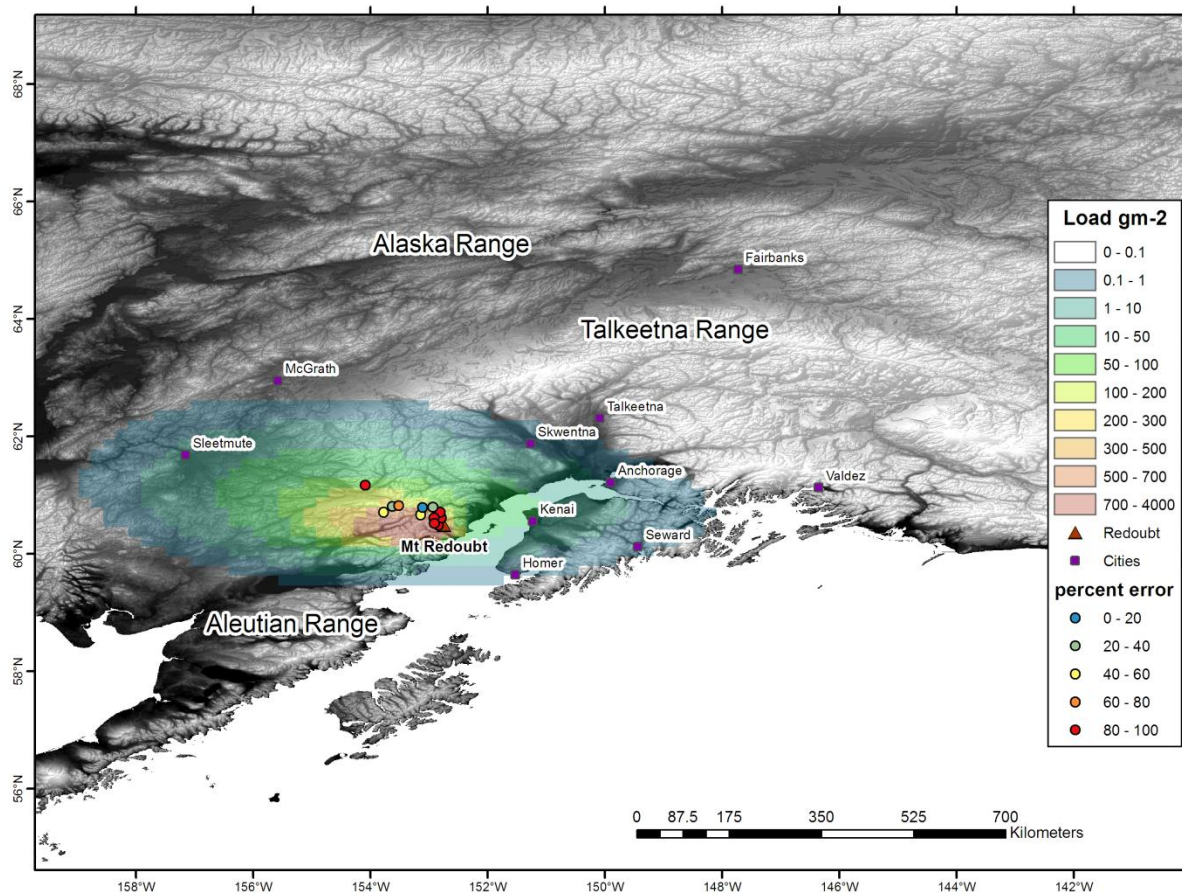 68°N
66°N
64°N
62°N
60°N
58°N
56°N
Alaska Range
Fairbanks
Talkeetna Range
McGrath
Talkeetna
Sleetmute
Skwentna
Anchorage
Valdez
Kenai
Mt Redoubt
Seward
Homer
Aleutian Range
Load gm-2
0 - 0.1
0.1 - 1
1 - 10
10 - 50
50 - 100
100 - 200
200 - 300
300 - 500
500 - 700
700 - 4000
Redoubt
Cities
percent error
0 - 20
20 - 40
40 - 60
60 - 80
80 - 100
0 87.5 175 350 525 700
Kilometers
158°W 156°W 154°W 152°W 150°W 148°W 146°W 144°W 142°W